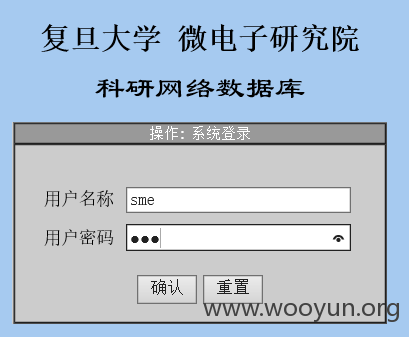 复旦大学 微电子研究院
科研网络数据库
操作: 系统登录
用户名称 sme
用户密码 ●●●
确认 重置
www.wooyun.org